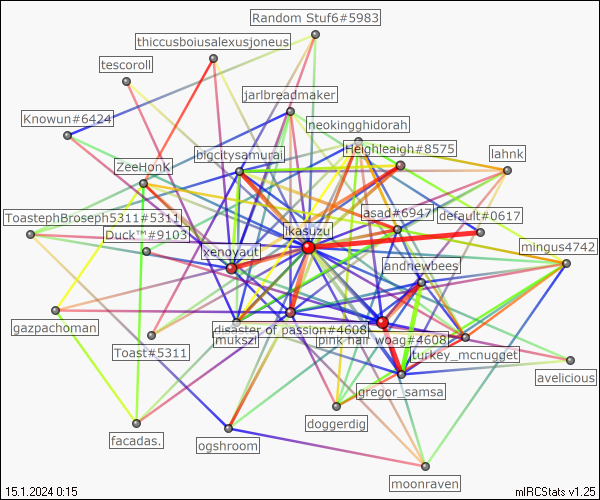 Random Stuf6#5983
thiccusboiusalexusjoneus
tescoroll
jarlbreadmaker
Knowun#6424
neokingghidorah
Heighleaigh#8575
bigcitysamurai
lahnk
ZeeHonk
ToastephBroseph5311#5311
asad#6947
default#0617
Duck™#9103
ikasuzu
xenoyaut
mingus4742
andriewbees
gazpachoman
disaster of passion#4608
pink hair woag#4608
mukszi
Toast#5311
turkey_mcnugget
avelicious
gregor_samsa
doggerdig
facadas.
ogshroom
moonraven
15.1.2024 0:15
mIRCStats v1.25